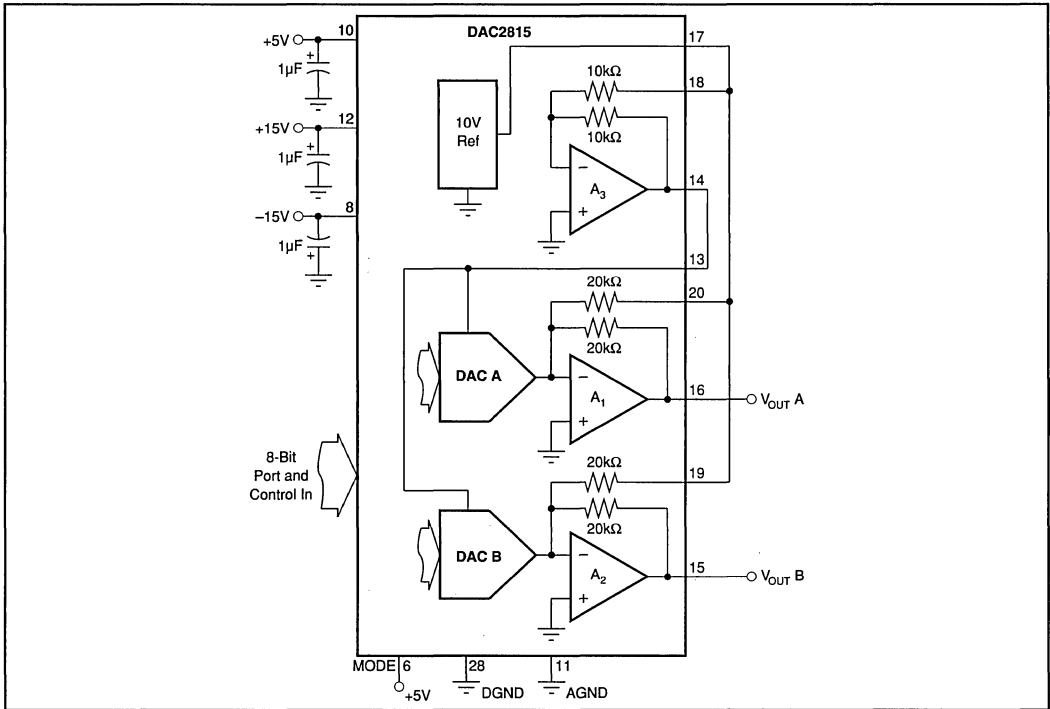 DAC2815
10
17
+5V
1µF
+
10kΩ
18
10V
Ref
10kΩ
12
+15V
1µF
+
−
A3
+
14
8
−15V
1µF
+
13
20kΩ
20
20kΩ
DAC A
−
A1
+
16
VOUT A
8-Bit
Port and
Control In
20kΩ
19
20kΩ
DAC B
−
A2
+
15
VOUT B
MODE 6
28
11
+5V
DGND
AGND